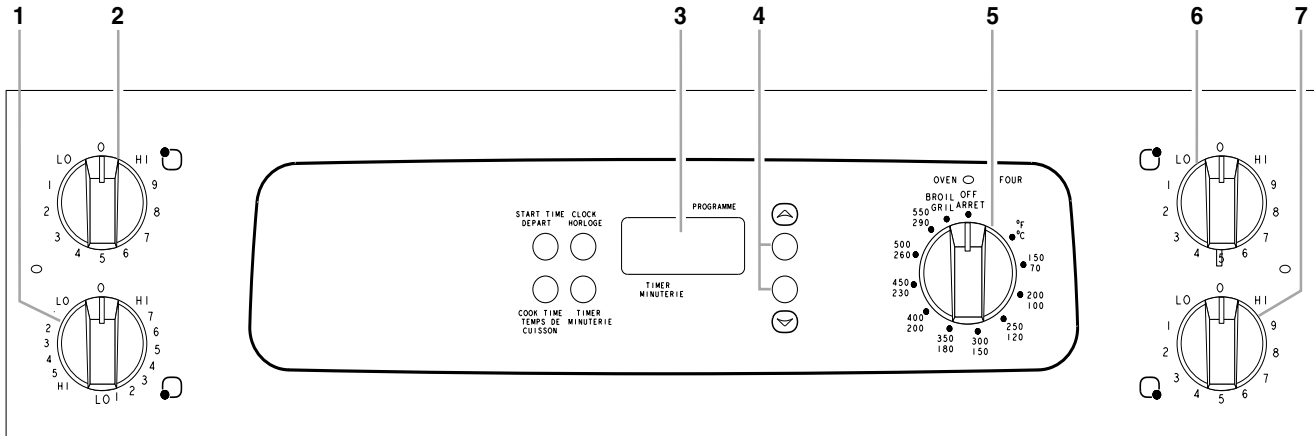 1 2 3 4 5 6 7
0
LO HI
1 9
2 8
3 7
4 5 6
0
LO HI
2 7
3 6
4 5
5 4
HI 3
LO 1 2
START TIME CLOCK
DEPART HORLOGE
PROGRAMME
COOK TIME TIMER
TEMPS DE MINUTERIE
CUISSON
TIMER
MINUTERIE
OVEN FOUR
BROIL OFF
GRIL ARRET
°F
°C
150
70
200
100
250
120
300
150
350
180
400
200
450
230
500
260
550
290
0
LO HI
1 9
2 8
3 7
4 5 6
0
LO HI
1 9
2 8
3 7
4 5 6